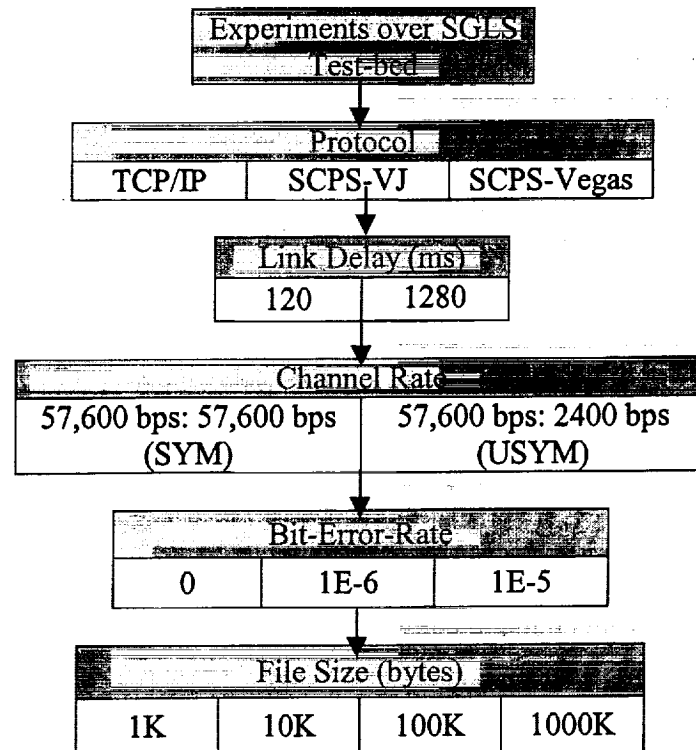 Experiments over SGLS
Test-bed
Protocol
TCP/IP SCPS-VJ SCPS-Vegas
Link Delay (ms)
120 1280
Channel Rate
57,600 bps: 57,600 bps 57,600 bps: 2400 bps
(SYM) (USYM)
Bit-Error-Rate
0 1E-6 1E-5
File Size (bytes)
1K 10K 100K 1000K